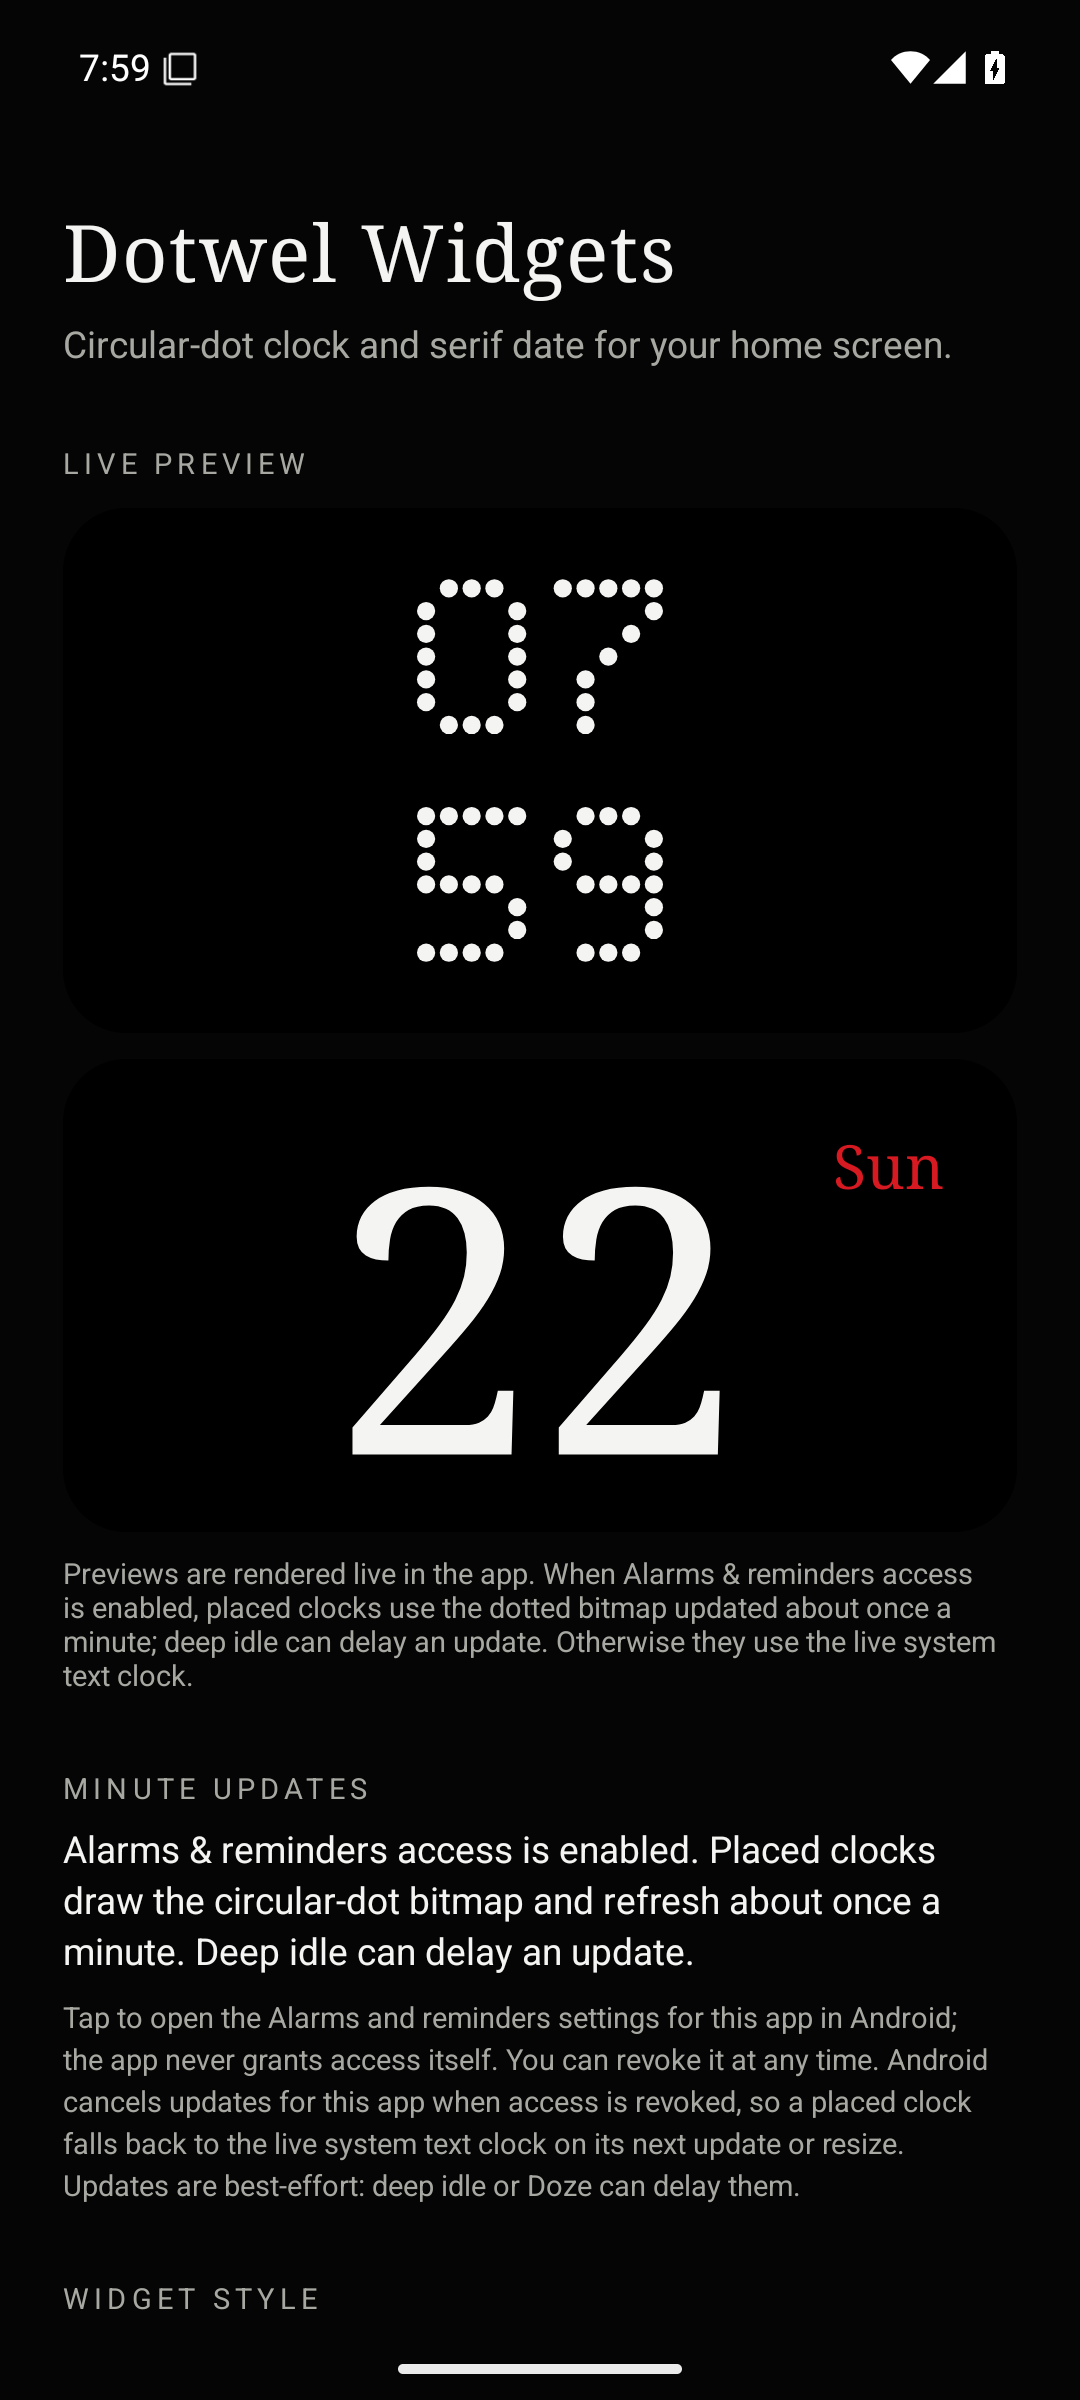 7:59
Dotwel Widgets
Circular-dot clock and serif date for your home screen.
LIVE PREVIEW
07
59
Sun
22
Previews are rendered live in the app. When Alarms & reminders access
is enabled, placed clocks use the dotted bitmap updated about once a
minute; deep idle can delay an update. Otherwise they use the live system
text clock.
MINUTE UPDATES
Alarms & reminders access is enabled. Placed clocks
draw the circular-dot bitmap and refresh about once a
minute. Deep idle can delay an update.
Tap to open the Alarms and reminders settings for this app in Android;
the app never grants access itself. You can revoke it at any time. Android
cancels updates for this app when access is revoked, so a placed clock
falls back to the live system text clock on its next update or resize.
Updates are best-effort: deep idle or Doze can delay them.
WIDGET STYLE